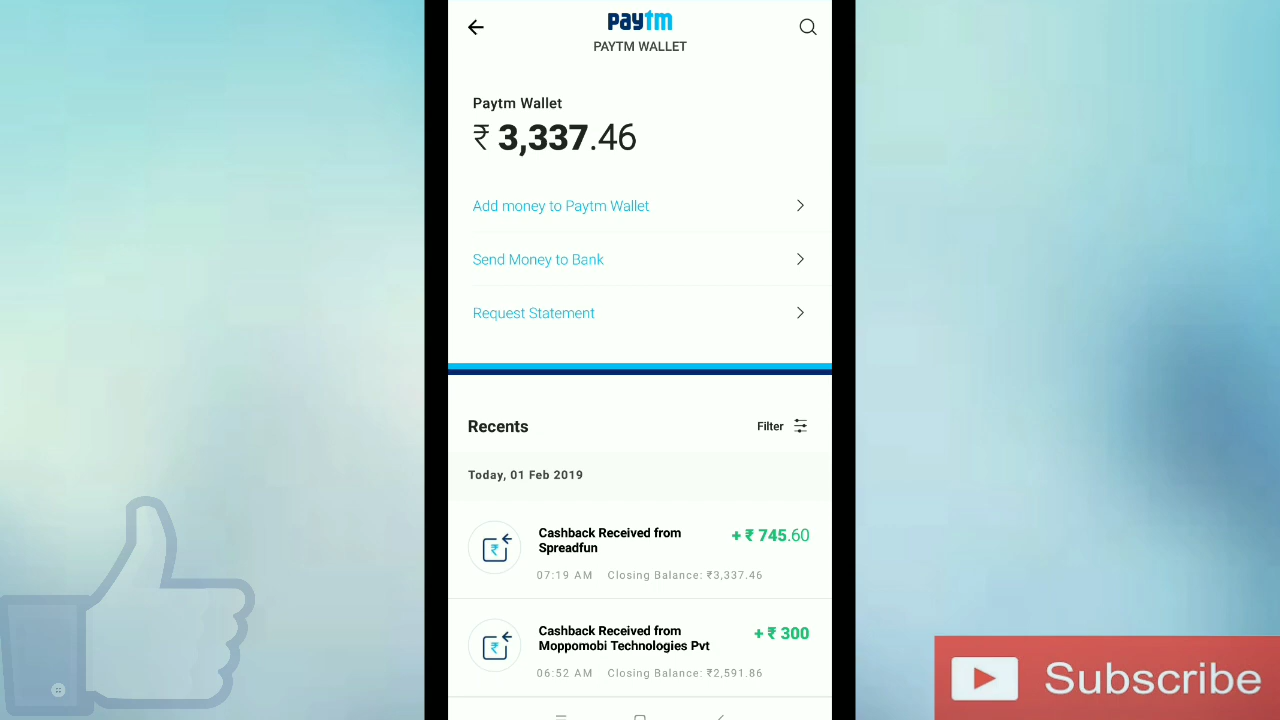 paytm
PAYTM WALLET
Paytm Wallet
₹ 3,337.46
Add money to Paytm Wallet
Send Money to Bank
Request Statement
Recents
Filter
Today, 01 Feb 2019
Cashback Received from
Spreadfun
+ ₹ 745.60
07:19 AM Closing Balance: ₹3,337.46
Cashback Received from
Moppomobi Technologies Pvt
+ ₹ 300
06:52 AM Closing Balance: ₹2,591.86
Subscribe